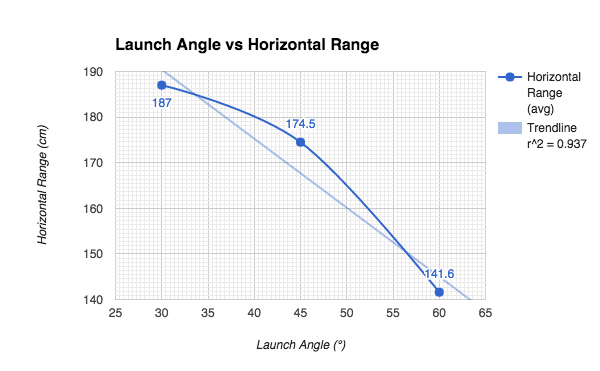 Launch Angle vs Horizontal Range
190
180
170
160
150
140
Horizontal Range (cm)
187
174.5
141.6
25 30 35 40 45 50 55 60 65
Launch Angle (°)
Horizontal
Range
(avg)
Trendline
r^2 = 0.937